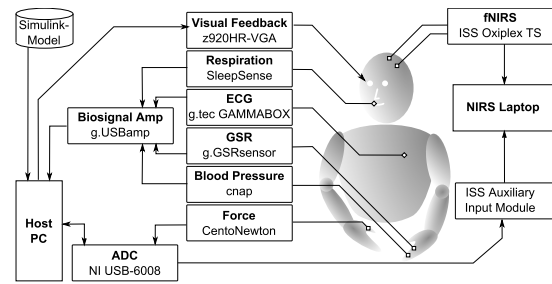 Simulink-
Model
Visual Feedback
z920HR-VGA
fNIRS
ISS Oxiplex TS
Respiration
SleepSense
ECG
g.tec GAMMABOX
NIRS Laptop
Biosignal Amp
g.USBamp
GSR
g.GSRsensor
Blood Pressure
cnap
ISS Auxiliary
Input Module
Host
PC
Force
CentoNewton
ADC
NI USB-6008